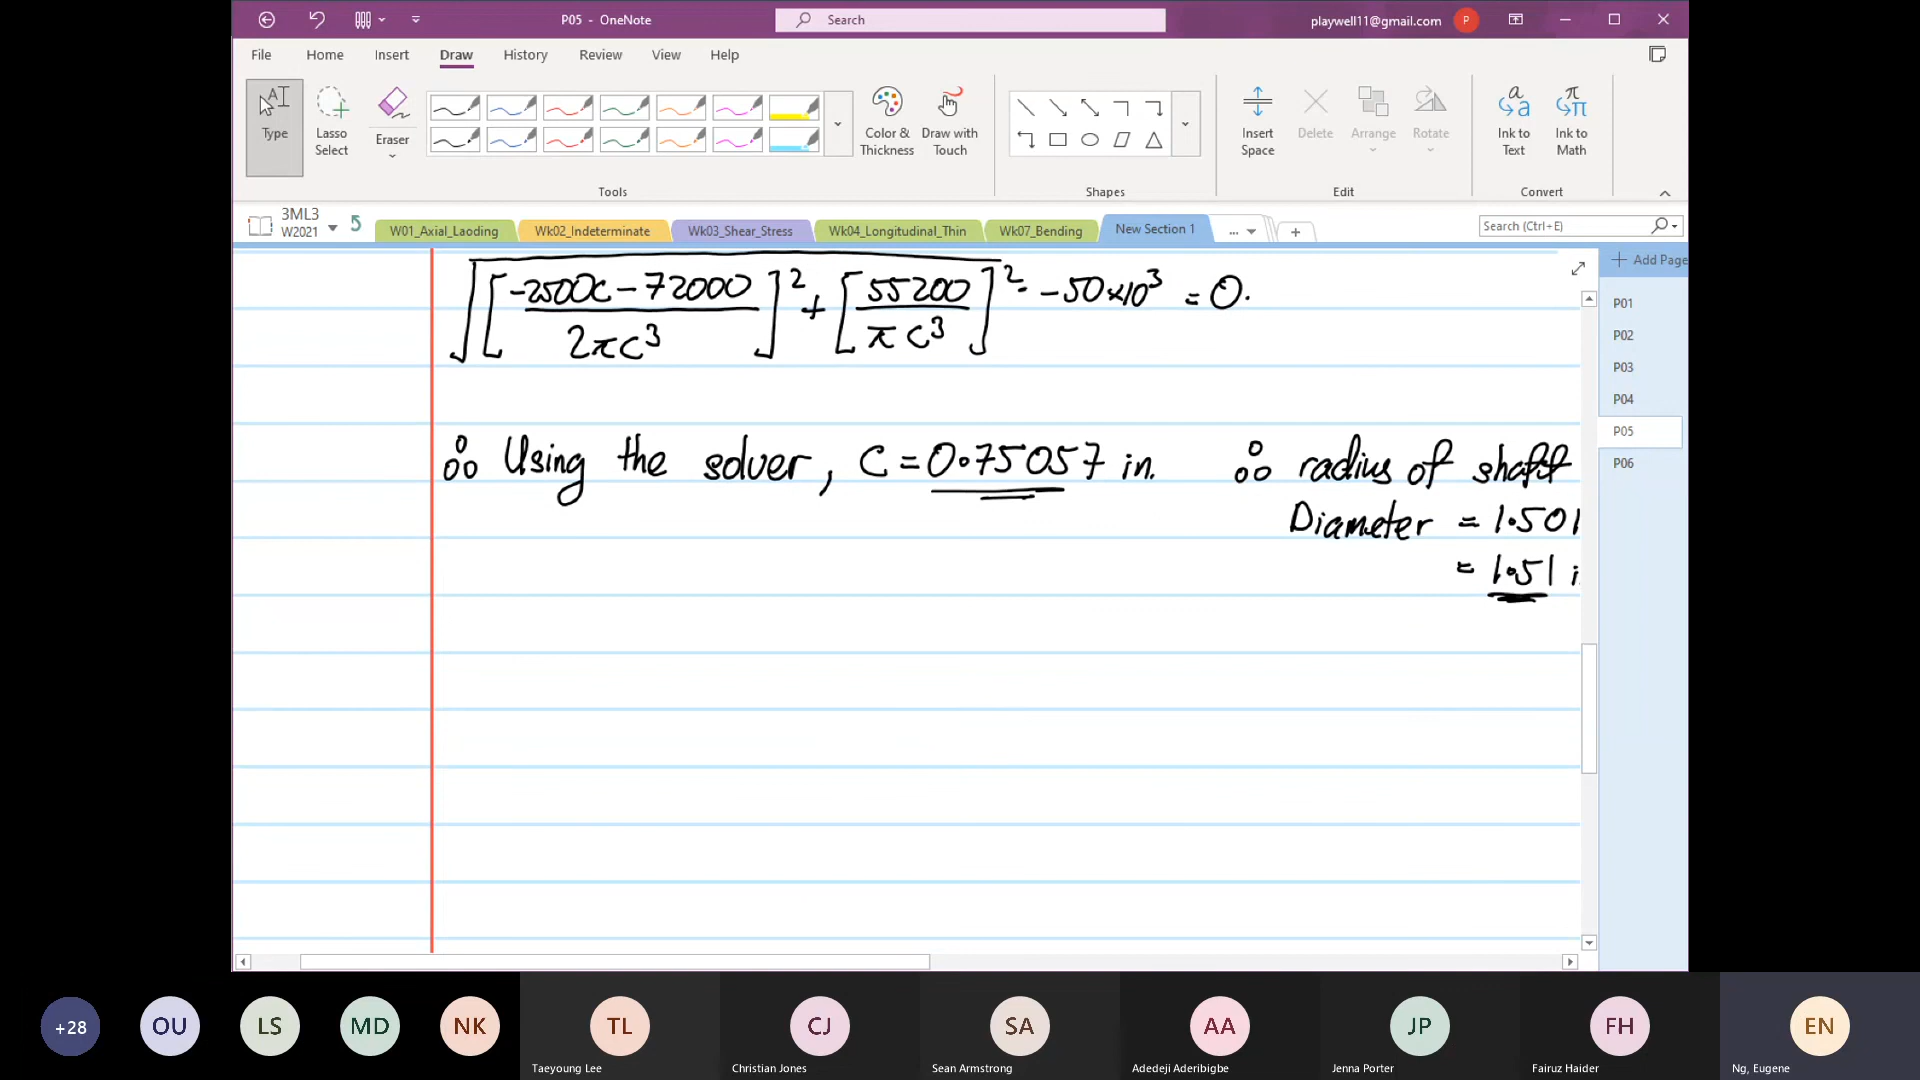 P05 - OneNote
Search
playwell11@gmail.com
P
File Home Insert Draw History Review View Help
Type
Lasso Select
Eraser
Color & Thickness
Draw with Touch
Insert Space
Delete
Arrange
Rotate
Ink to Text
Ink to Math
Tools Shapes Edit Convert
3ML3
W2021
W01_Axial_Laoding
Wk02_Indeterminate
Wk03_Shear_Stress
Wk04_Longitudinal_Thin
Wk07_Bending
New Section 1
...
Search (Ctrl+E)
Add Page
P01
P02
P03
P04
P05
P06
√([(-2500c - 72000)/(2πc³)]² + [55200/(πc³)]²) - 50×10³ = 0.
∴ Using the solver, c = 0.75057 in. ∴ radius of shaft
Diameter = 1.501
= 1.51 i
+28 OU LS MD NK TL CJ SA AA JP FH EN
Taeyoung Lee Christian Jones Sean Armstrong Adedeji Aderibigbe Jenna Porter Fairuz Haider Ng, Eugene